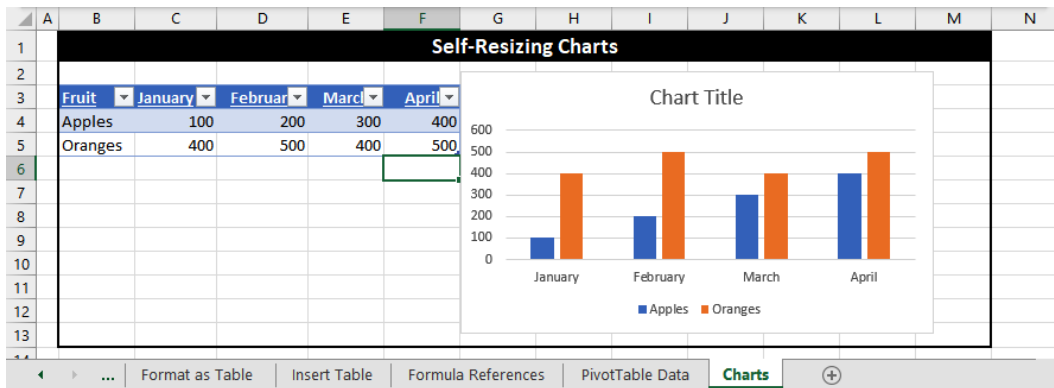 A B C D E F G H I J K L M N
1 Self-Resizing Charts
2
3 Fruit January Februar March April
4 Apples 100 200 300 400
5 Oranges 400 500 400 500
6
7
8
9
10
11
12
13
Chart Title
600
500
400
300
200
100
0
January February March April
Apples Oranges
... Format as Table Insert Table Formula References PivotTable Data Charts